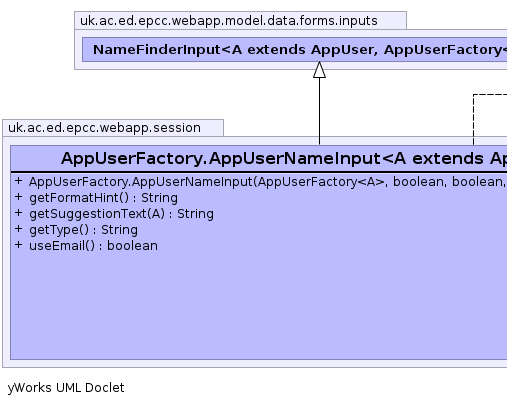 uk.ac.ed.epcc.webapp.model.data.forms.inputs
NameFinderInput<A extends AppUser, AppUserFactory<
uk.ac.ed.epcc.webapp.session
AppUserFactory.AppUserNameInput<A extends Ap
+ AppUserFactory.AppUserNameInput(AppUserFactory<A>, boolean, boolean,
+ getFormatHint() : String
+ getSuggestionText(A) : String
+ getType() : String
+ useEmail() : boolean
yWorks UML Doclet